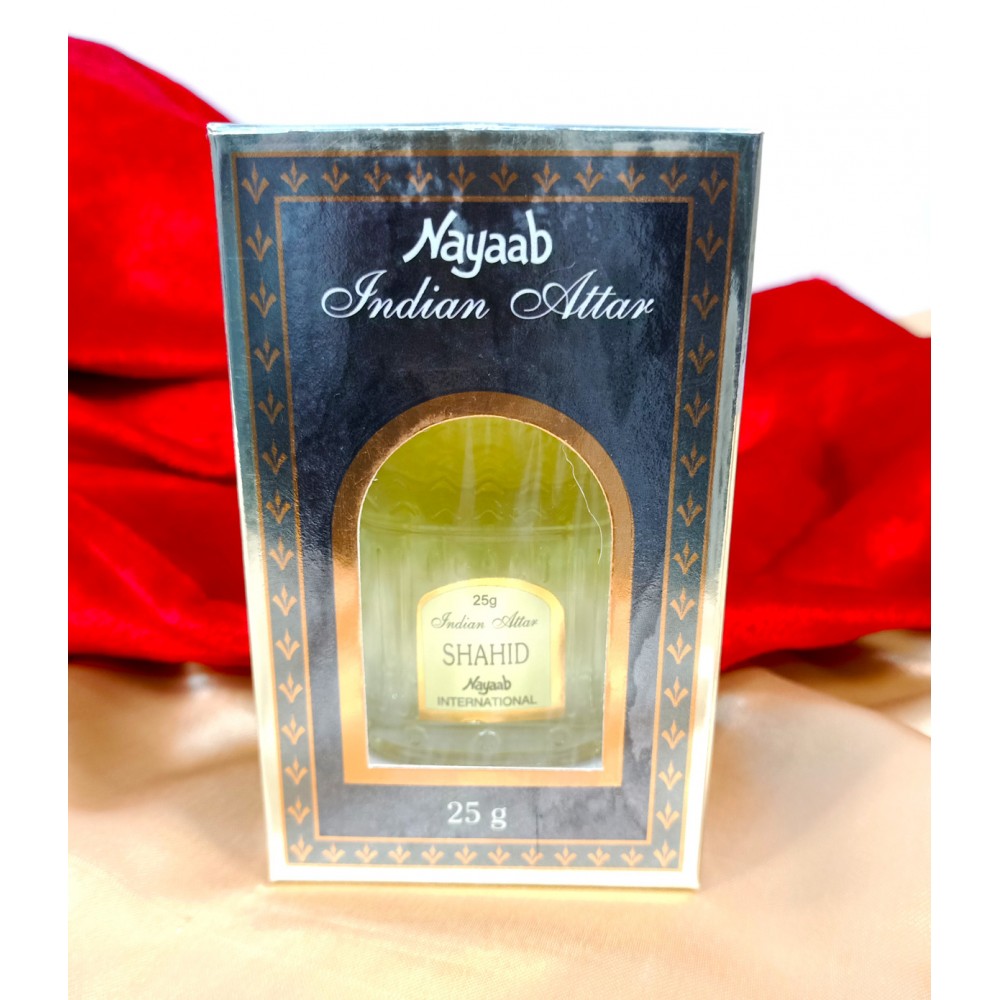 Nayaab
Indian Attar
25g
Indian Attar
SHAHID
Nayaab
INTERNATIONAL
25 g